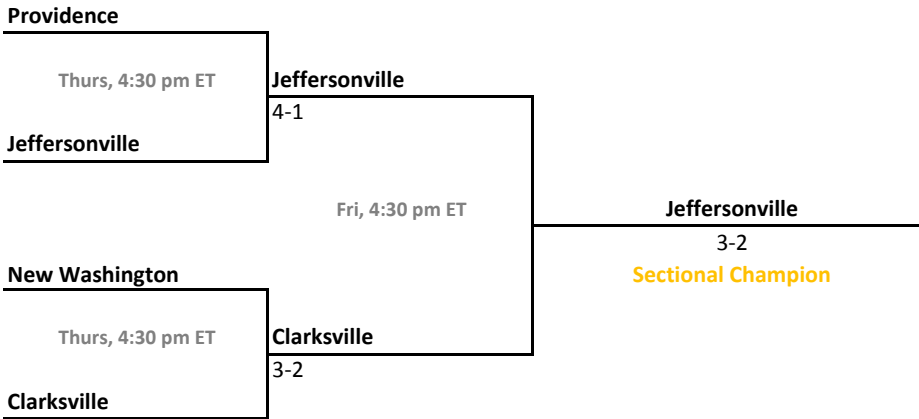 Providence
Thurs, 4:30 pm ET
Jeffersonville
4-1
Jeffersonville
Fri, 4:30 pm ET
Jeffersonville
3-2
Sectional Champion
New Washington
Thurs, 4:30 pm ET
Clarksville
3-2
Clarksville